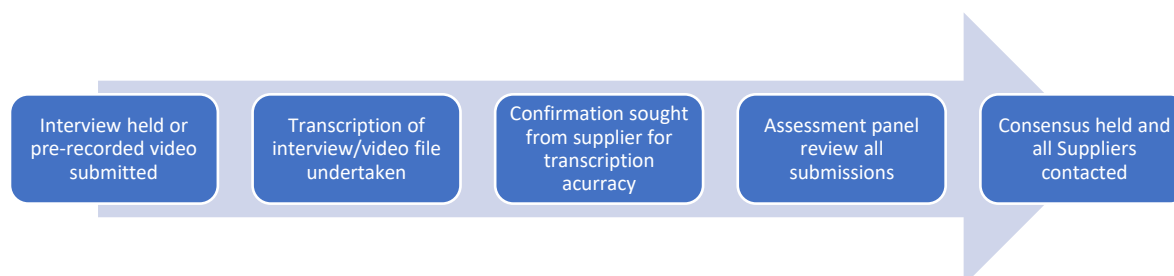 Interview held or
pre-recorded video
submitted
Transcription of
interview/video file
undertaken
Confirmation sought
from supplier for
transcription
acurracy
Assessment panel
review all
submissions
Consensus held and
all Suppliers
contacted